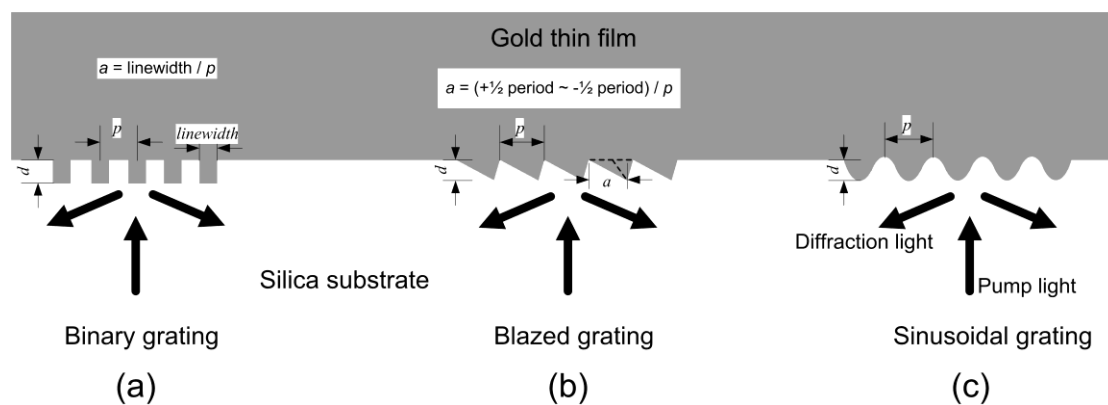 Gold thin film
a = linewidth / p
a = (+½ period ~ -½ period) / p
p
linewidth
d
p
d
a
p
d
Diffraction light
Pump light
Silica substrate
Binary grating
Blazed grating
Sinusoidal grating
(a)
(b)
(c)